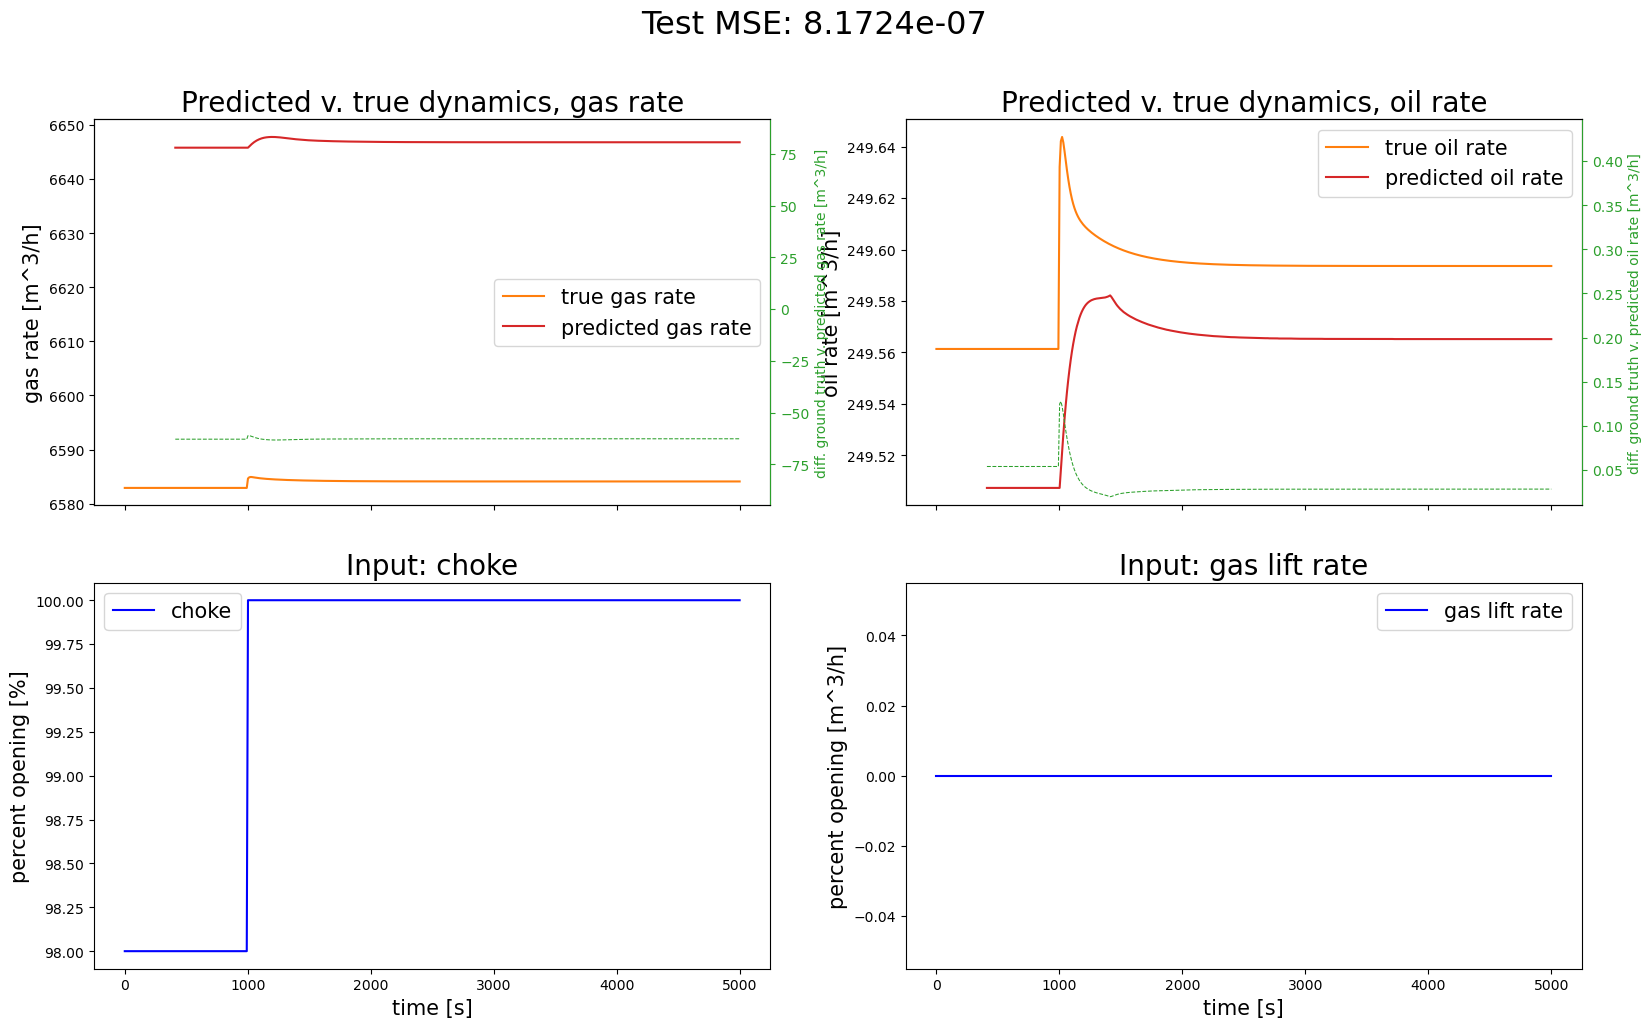 Test MSE: 8.1724e-07
Predicted v. true dynamics, gas rate
gas rate [m^3/h]
6650
6640
6630
6620
6610
6600
6590
6580
true gas rate
predicted gas rate
75
50
25
0
−25
−50
−75
diff. ground truth v. predicted gas rate [m^3/h]
Predicted v. true dynamics, oil rate
oil rate [m^3/h]
249.64
249.62
249.60
249.58
249.56
249.54
249.52
true oil rate
predicted oil rate
0.40
0.35
0.30
0.25
0.20
0.15
0.10
0.05
diff. ground truth v. predicted oil rate [m^3/h]
Input: choke
percent opening [%]
100.00
99.75
99.50
99.25
99.00
98.75
98.50
98.25
98.00
choke
0 1000 2000 3000 4000 5000
time [s]
Input: gas lift rate
percent opening [m^3/h]
0.04
0.02
0.00
−0.02
−0.04
gas lift rate
0 1000 2000 3000 4000 5000
time [s]